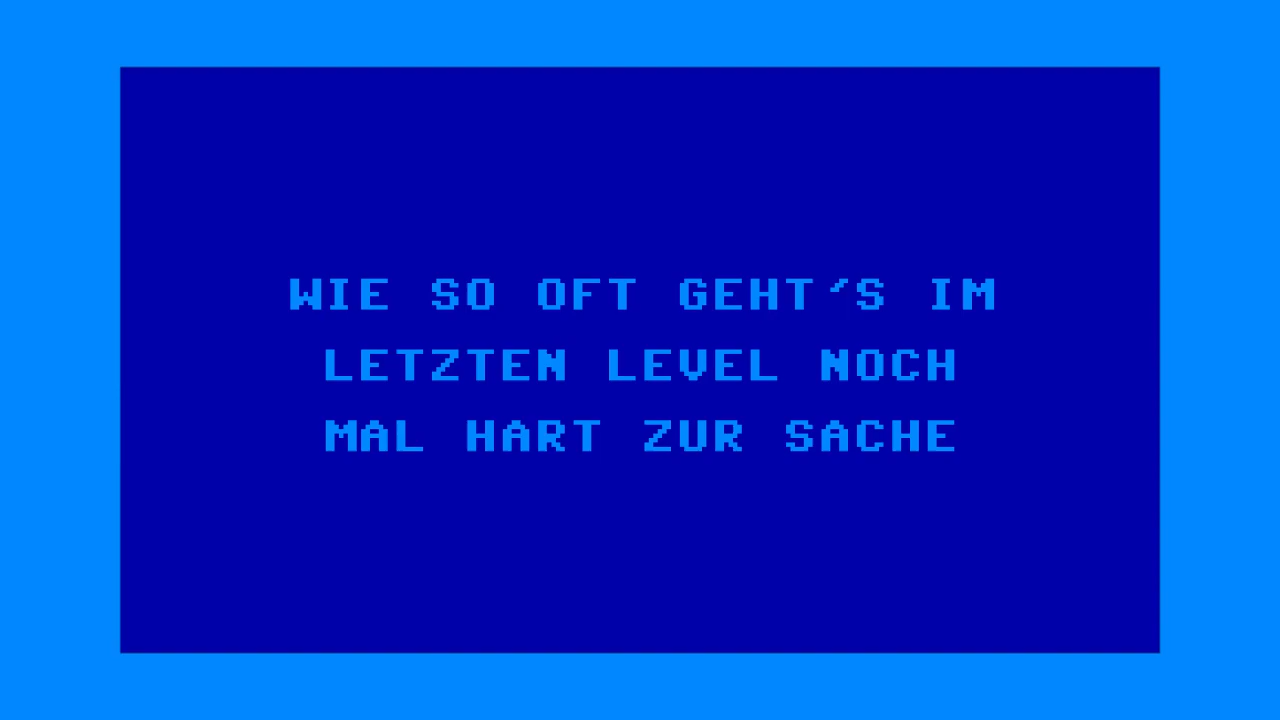 WIE SO OFT GEHT'S IM
LETZTEN LEVEL NOCH
MAL HART ZUR SACHE